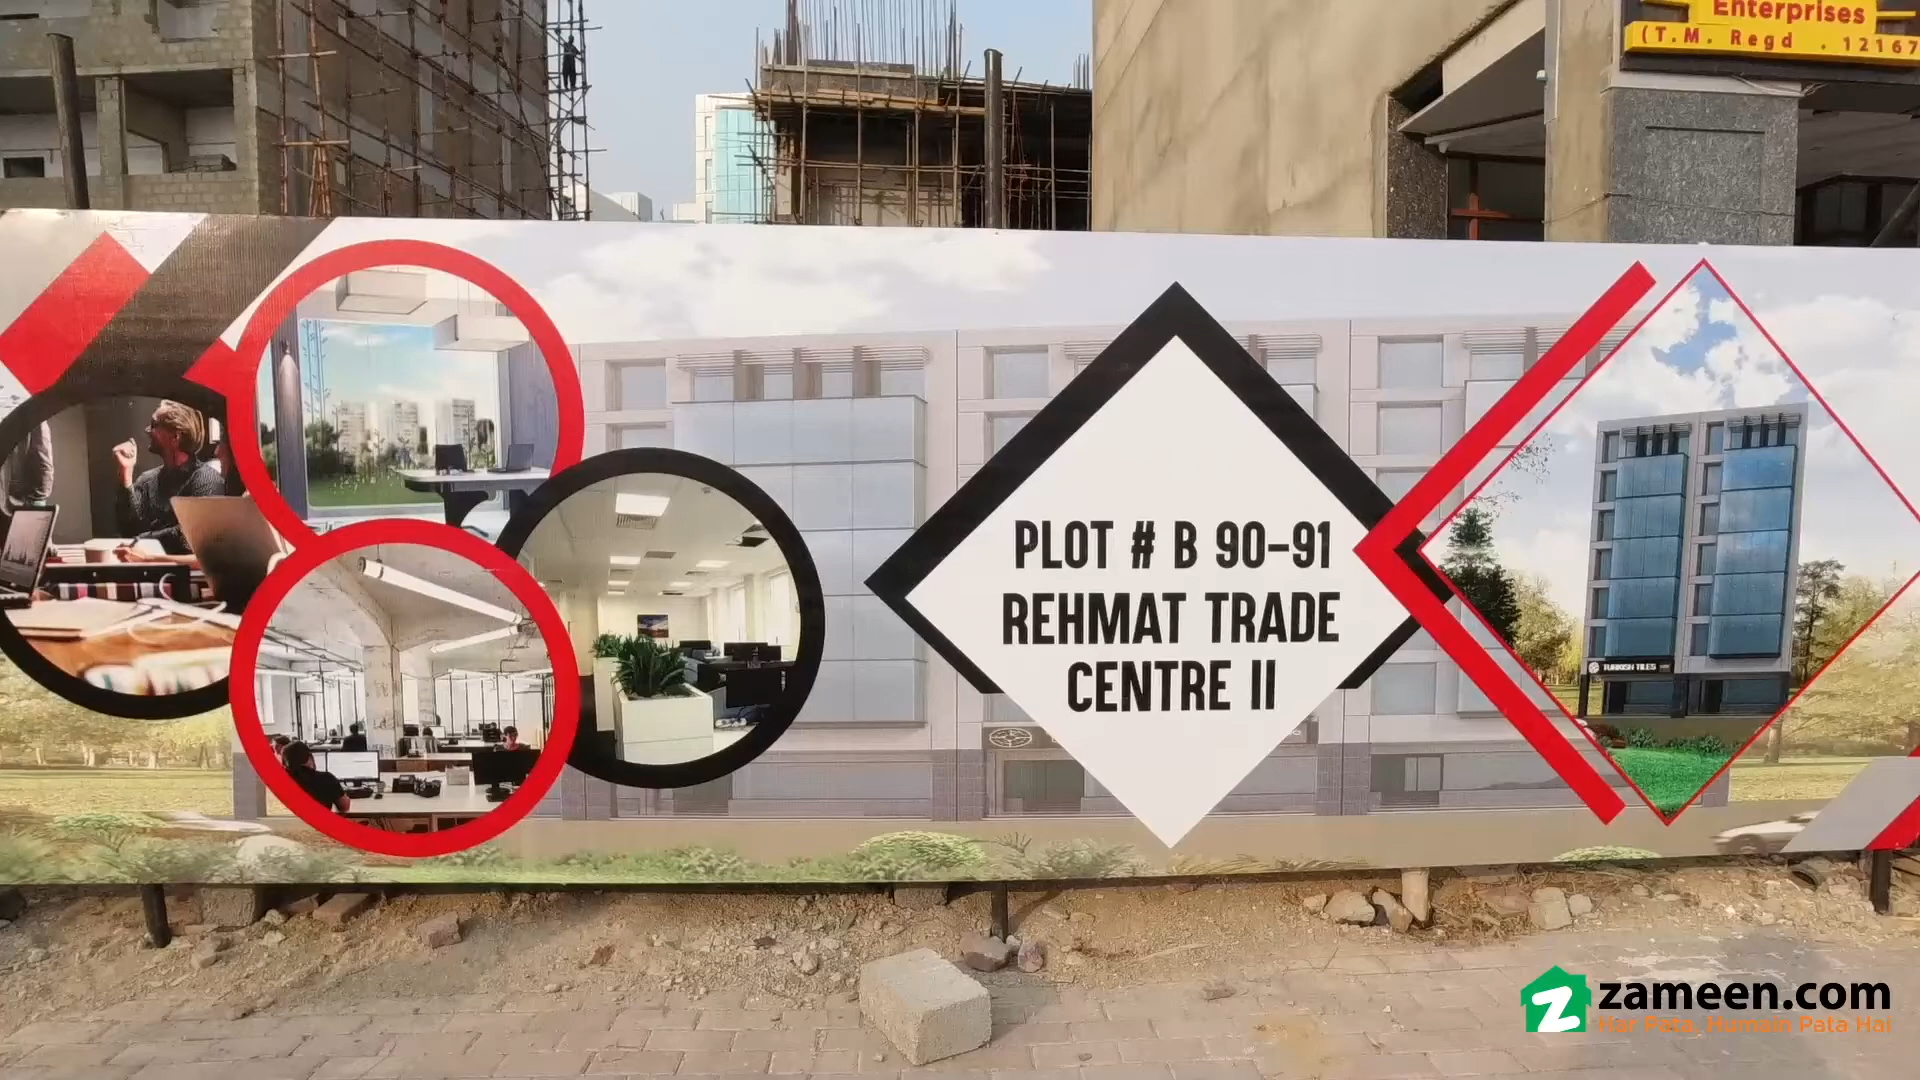 Enterprises
(T.M. Regd . 12167
PLOT # B 90-91
REHMAT TRADE
CENTRE II
TURKISH TILES
zameen.com
Har Pata, Humain Pata Hai